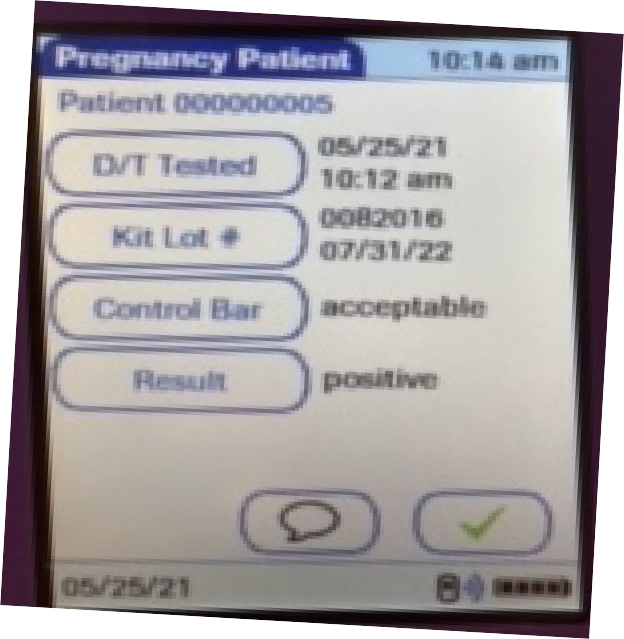 Pregnancy Patient 10:14 am
Patient 000000005
D/T Tested 05/25/21
10:12 am
Kit Lot # 0082016
07/31/22
Control Bar acceptable
Result positive
05/25/21